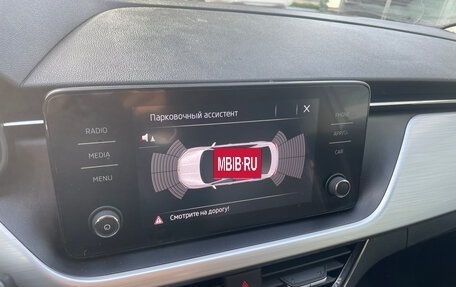 Парковочный ассистент
PHONE
RADIO
APPS
MEDIA
MBIB.RU
CAR
MENU
Смотрите на дорогу!